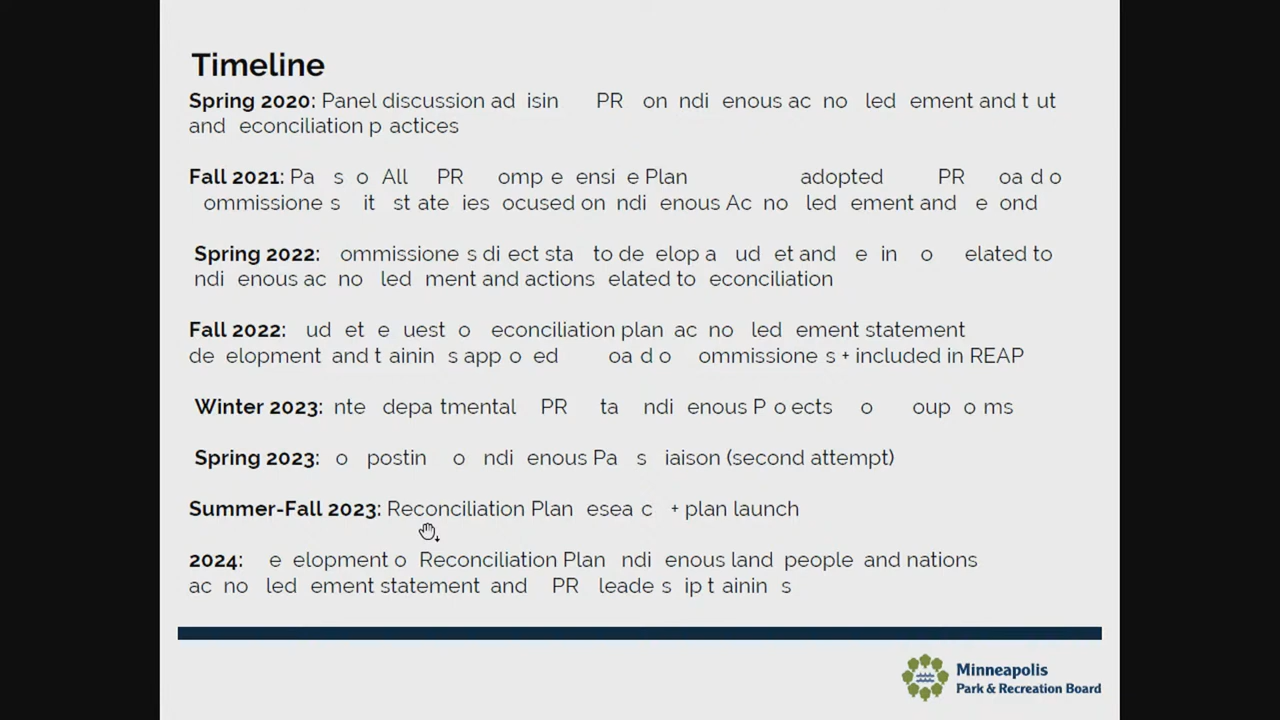 Timeline
Spring 2020: Panel discussion ad isin PR on ndi enous ac no led ement and t ut
and econciliation p actices
Fall 2021: Pa s o All PR omp e ensi e Plan adopted PR oa d o
ommissione s it st ate ies ocused on ndi enous Ac no led ement and e ond
Spring 2022: ommissione s di ect sta to de elop a ud et and e in o elated to
ndi enous ac no led ment and actions elated to econciliation
Fall 2022: ud et e uest o econciliation plan ac no led ement statement
de elopment and t ainin s app o ed oa d o ommissione s + included in REAP
Winter 2023: nte depa tmental PR ta ndi enous P o ects o oup o ms
Spring 2023: o postin o ndi enous Pa s iaison (second attempt)
Summer-Fall 2023: Reconciliation Plan esea c + plan launch
2024: e elopment o Reconciliation Plan ndi enous land people and nations
ac no led ement statement and PR leade s ip t ainin s
Minneapolis
Park & Recreation Board